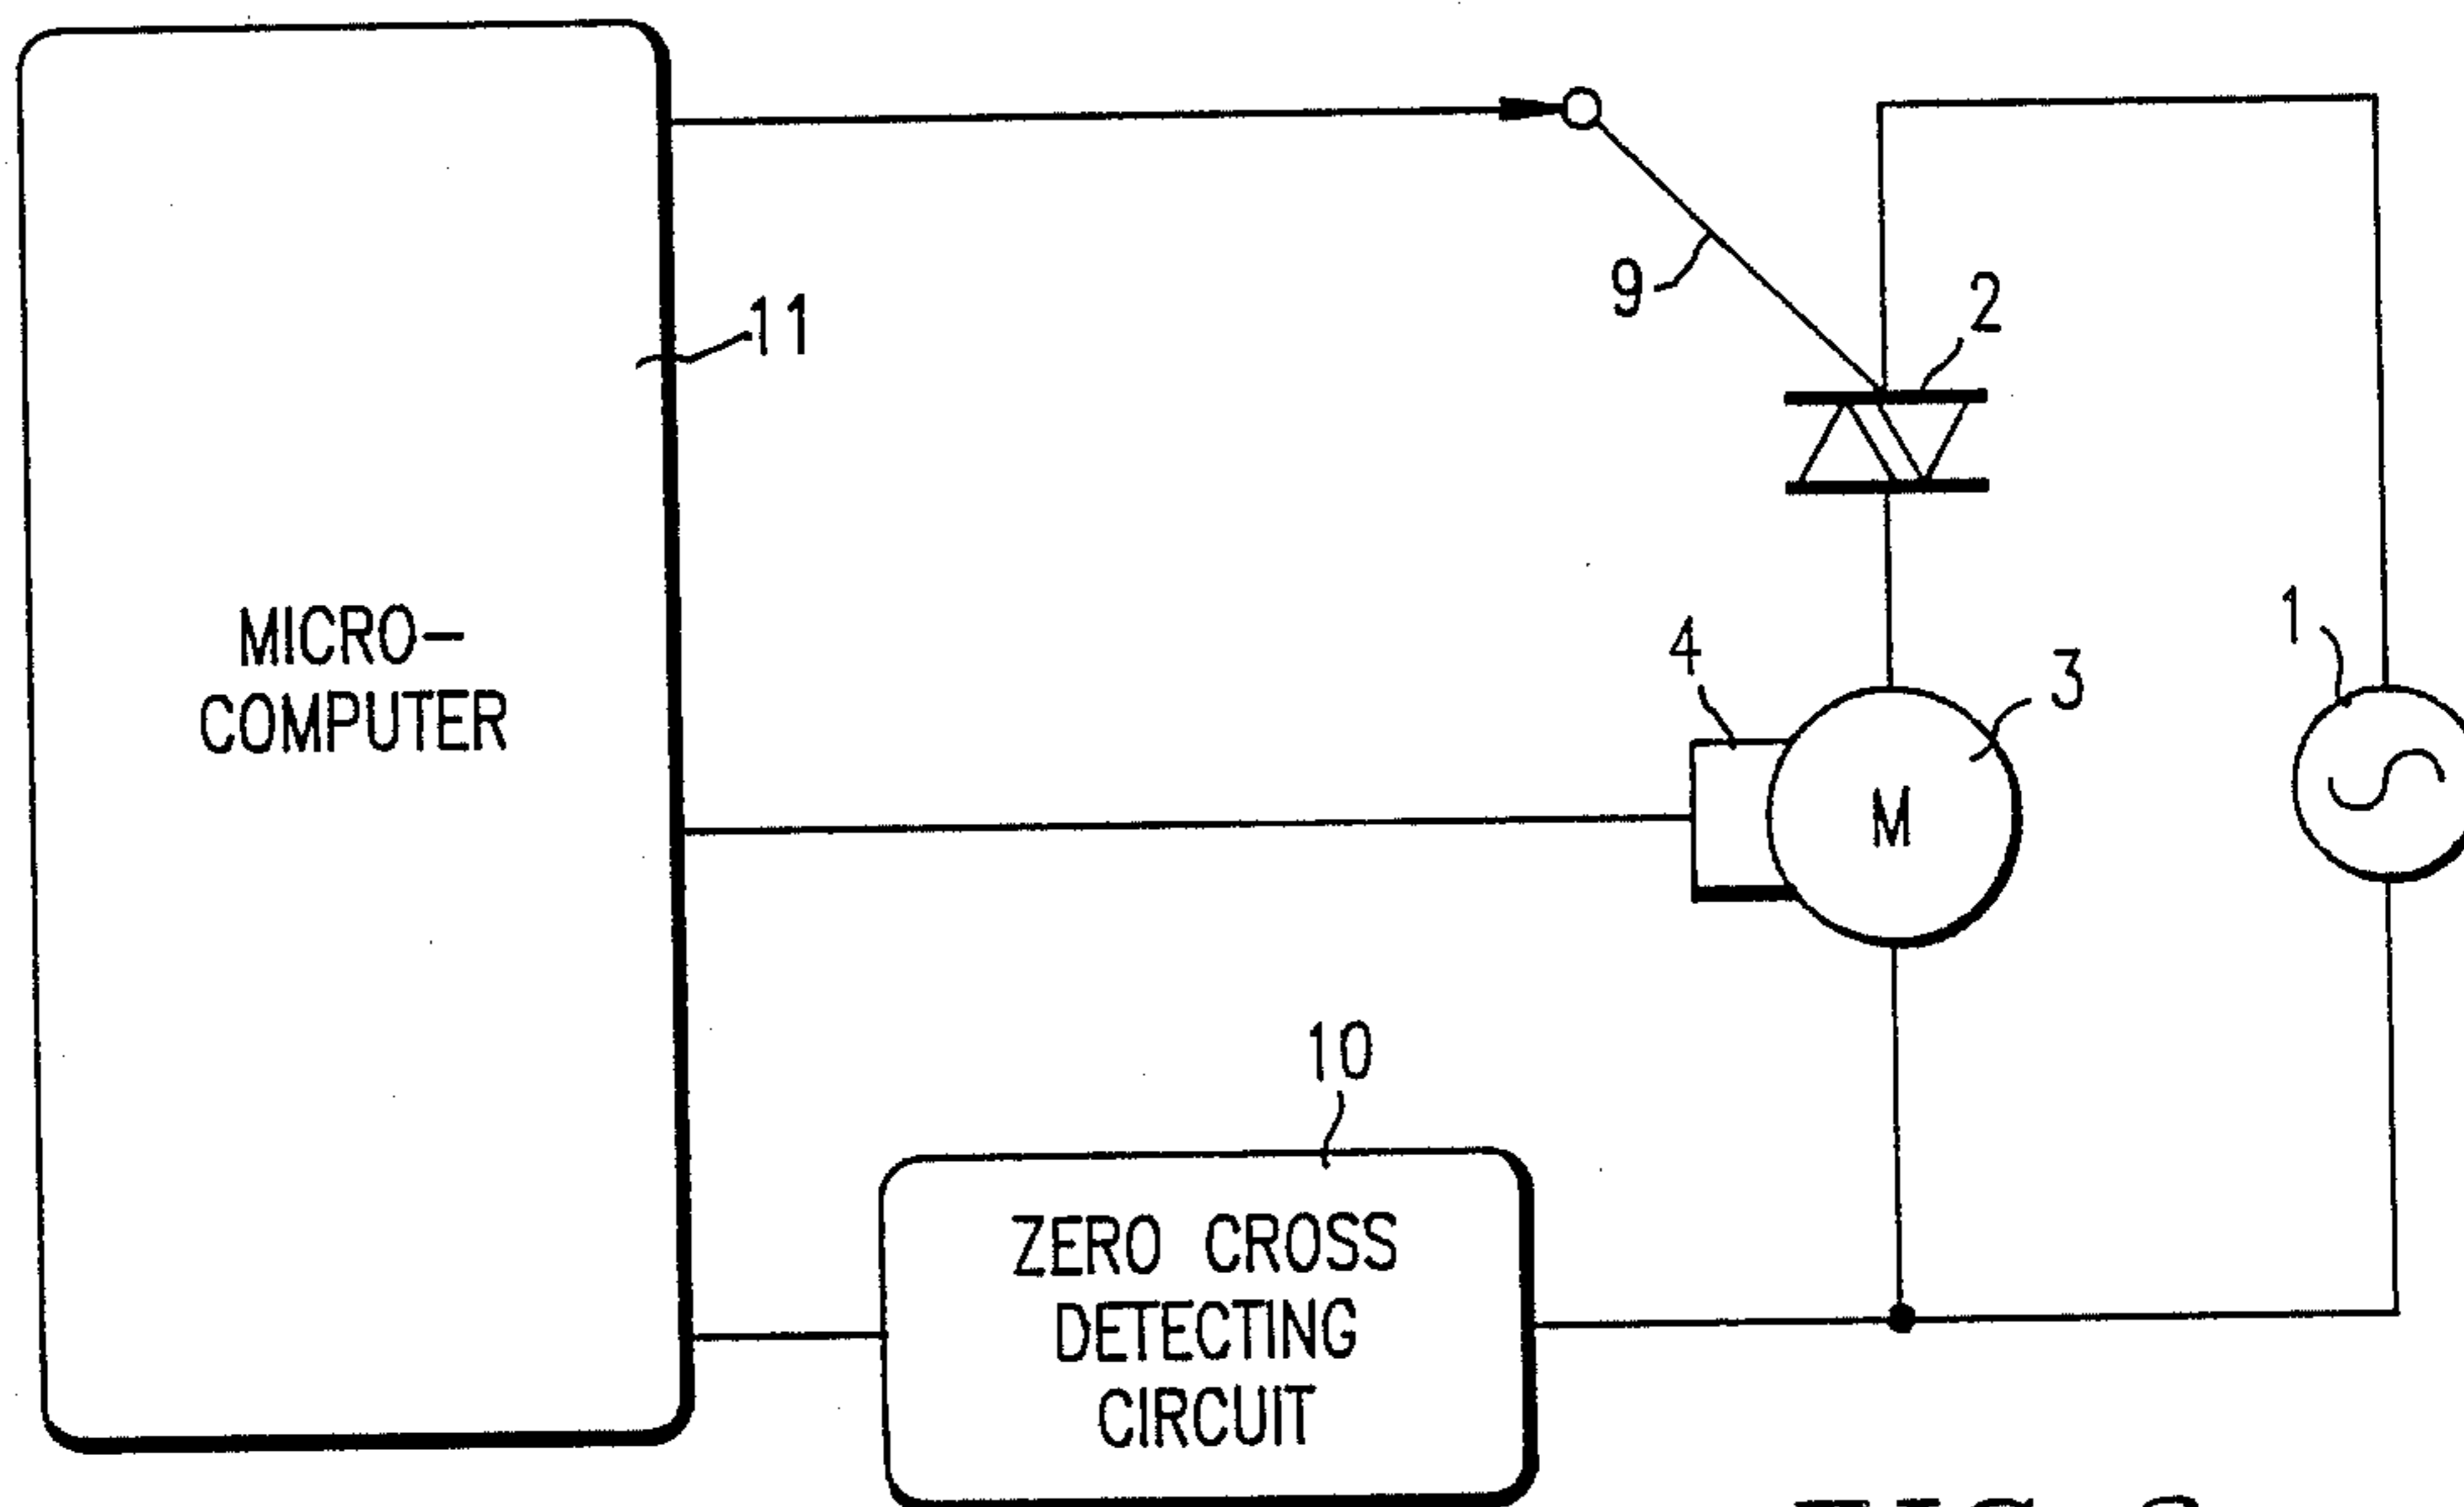 9
2
11
MICRO-
COMPUTER
1
4
3
M
10
ZERO CROSS
DETECTING
CIRCUIT